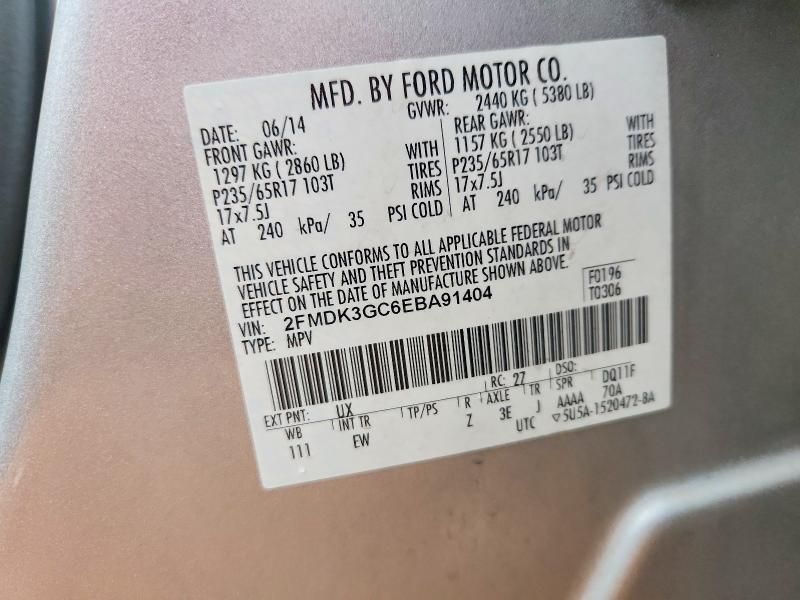 MFD. BY FORD MOTOR CO.
DATE: 06/14 GVWR: 2440 KG ( 5380 LB)
FRONT GAWR: REAR GAWR:
1297 KG ( 2860 LB) WITH 1157 KG ( 2550 LB) WITH
P235/65R17 103T TIRES P235/65R17 103T TIRES
17x7.5J RIMS 17x7.5J RIMS
AT 240 kPa/ 35 PSI COLD AT 240 kPa/ 35 PSI COLD
THIS VEHICLE CONFORMS TO ALL APPLICABLE FEDERAL MOTOR
VEHICLE SAFETY AND THEFT PREVENTION STANDARDS IN
EFFECT ON THE DATE OF MANUFACTURE SHOWN ABOVE.
F0196
VIN: 2FMDK3GC6EBA91404 T0306
TYPE: MPV
EXT PNT: UX RC: 27 DSO: DQ11F
WB INT TR TP/PS R AXLE TR SPR 70A
111 EW Z 3E J AAAA
UTC ▽5U5A-1520472-BA